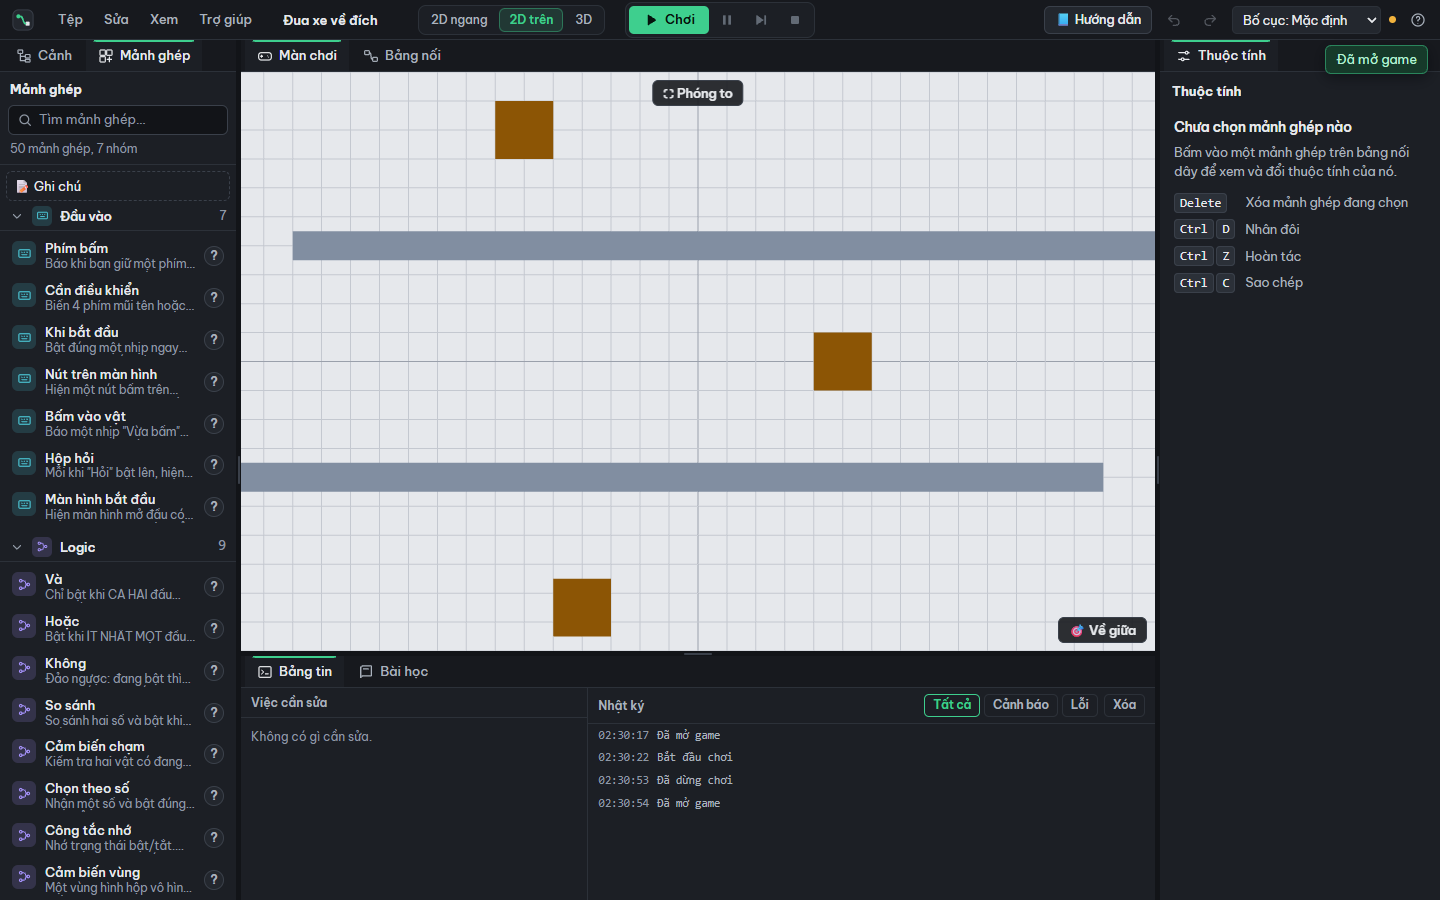 Tệp Sửa Xem Trợ giúp Đua xe về đích 2D ngang 2D trên 3D Chơi Hướng dẫn Bố cục: Mặc định
Cảnh Mảnh ghép Màn chơi Bảng nối Thuộc tính Đã mở game
Mảnh ghép
Tìm mảnh ghép...
50 mảnh ghép, 7 nhóm
Ghi chú
Đầu vào 7
Phím bấm
Báo khi bạn giữ một phím... ?
Cần điều khiển
Biến 4 phím mũi tên hoặc... ?
Khi bắt đầu
Bật đúng một nhịp ngay... ?
Nút trên màn hình
Hiện một nút bấm trên... ?
Bấm vào vật
Báo một nhịp "Vừa bấm"... ?
Hộp hỏi
Mỗi khi "Hỏi" bật lên, hiện... ?
Màn hình bắt đầu
Hiện màn hình mở đầu có... ?
Logic 9
Và
Chỉ bật khi CẢ HAI đầu... ?
Hoặc
Bật khi ÍT NHẤT MỘT đầu... ?
Không
Đảo ngược: đang bật thì... ?
So sánh
So sánh hai số và bật khi... ?
Cảm biến chạm
Kiểm tra hai vật có đang... ?
Chọn theo số
Nhận một số và bật đúng... ?
Công tắc nhớ
Nhớ trạng thái bật/tắt.... ?
Cảm biến vùng
Một vùng hình hộp vô hìn... ?
Phóng to
Về giữa
Bảng tin Bài học
Việc cần sửa
Không có gì cần sửa.
Nhật ký Tất cả Cảnh báo Lỗi Xóa
02:30:17 Đã mở game
02:30:22 Bắt đầu chơi
02:30:53 Đã dừng chơi
02:30:54 Đã mở game
Thuộc tính
Chưa chọn mảnh ghép nào
Bấm vào một mảnh ghép trên bảng nối
dây để xem và đổi thuộc tính của nó.
Delete Xóa mảnh ghép đang chọn
Ctrl D Nhân đôi
Ctrl Z Hoàn tác
Ctrl C Sao chép